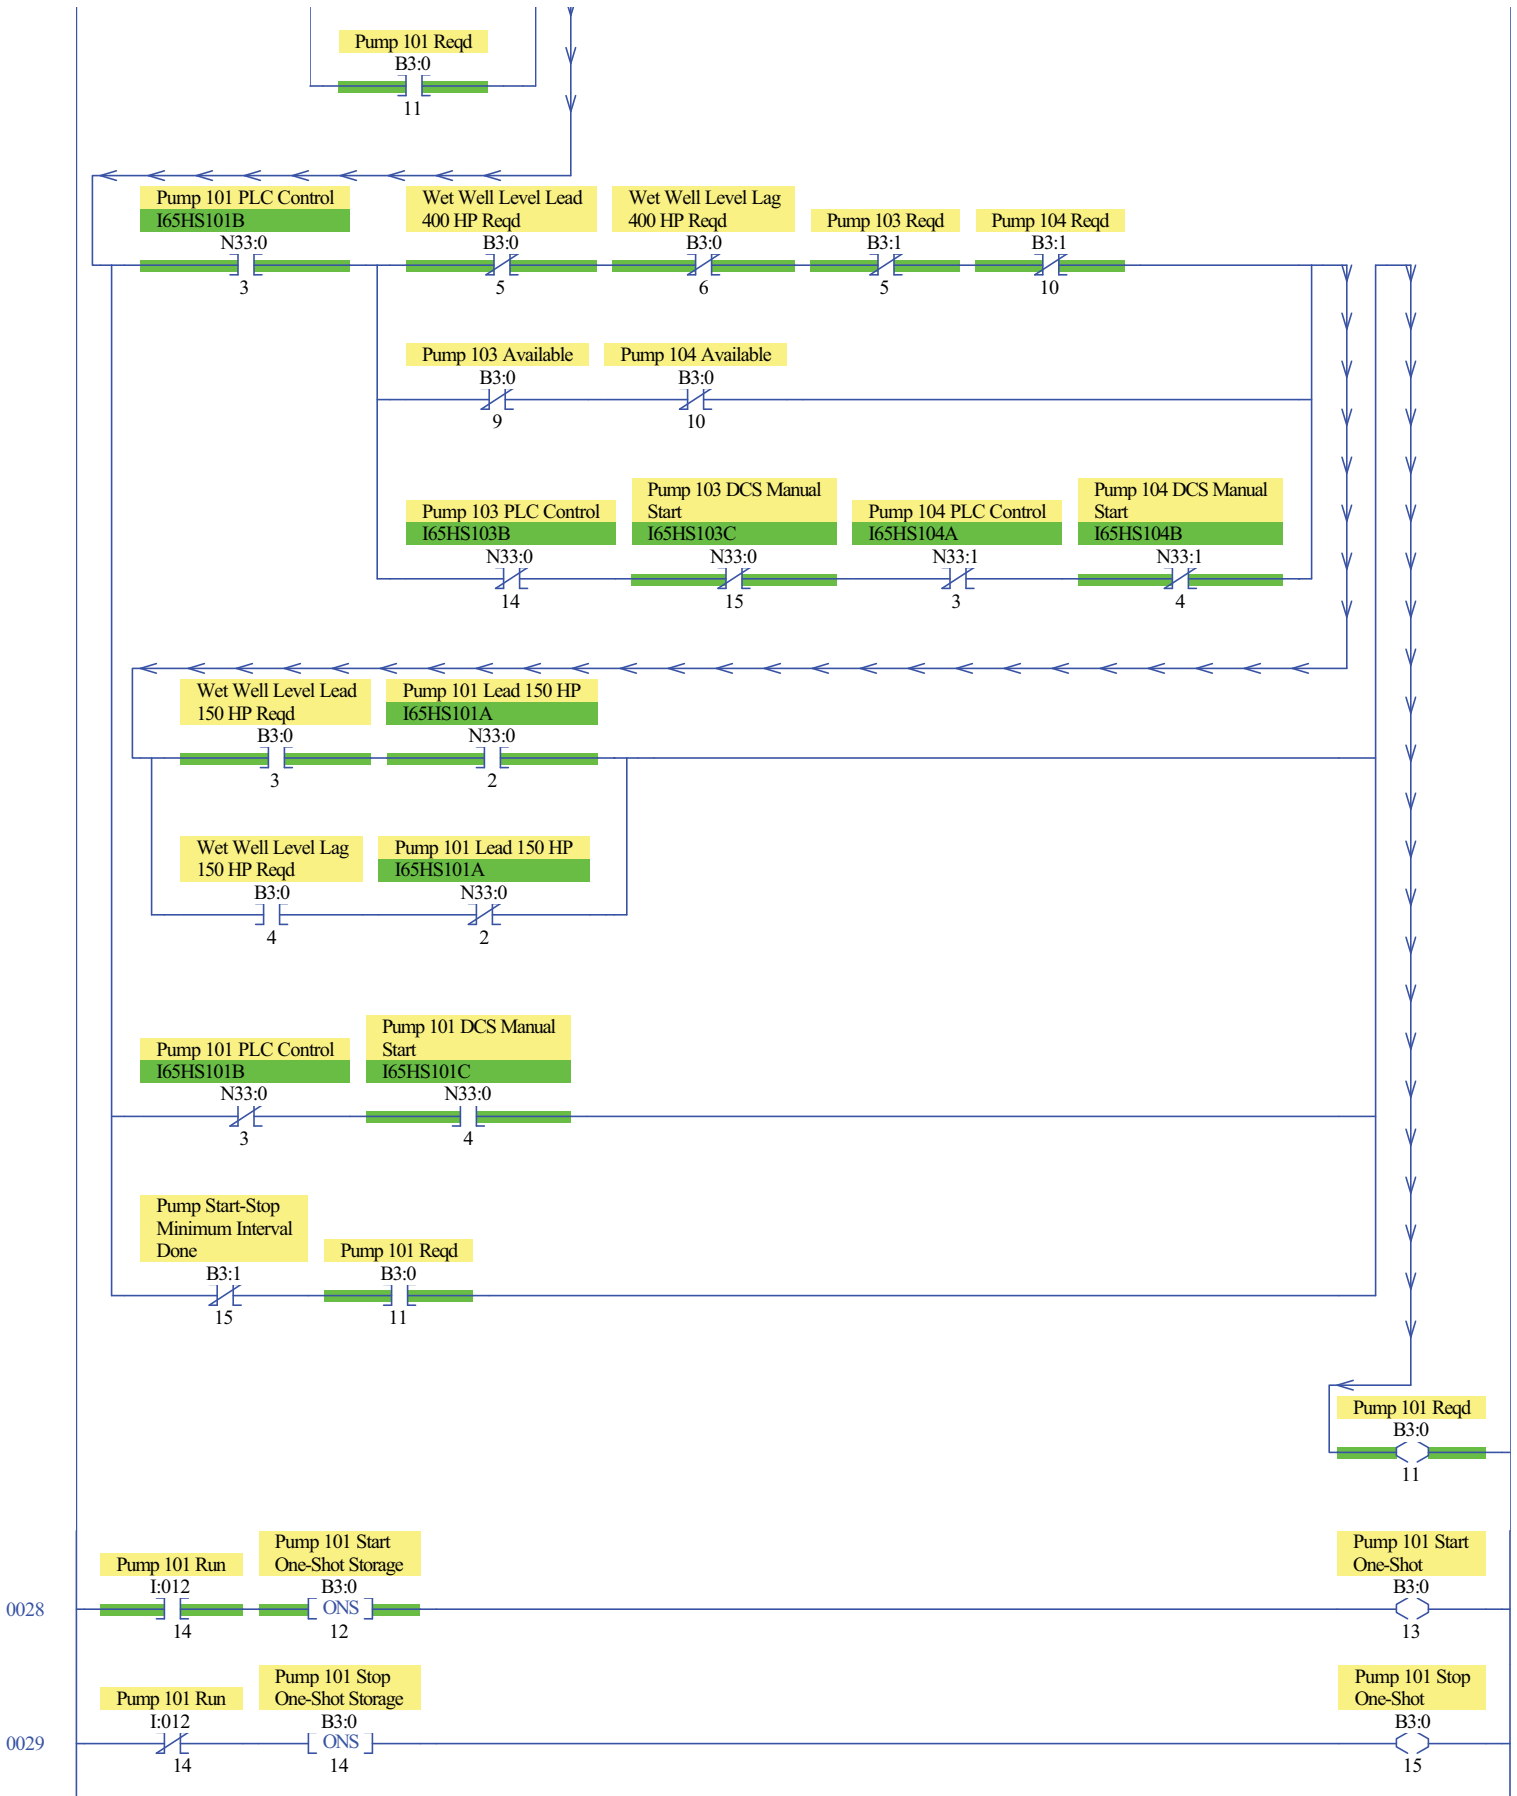 Pump 101 Reqd
B3:0
11
Pump 101 PLC Control
I65HS101B
N33:0
3
Wet Well Level Lead
400 HP Reqd
B3:0
5
Wet Well Level Lag
400 HP Reqd
B3:0
6
Pump 103 Reqd
B3:1
5
Pump 104 Reqd
B3:1
10
Pump 103 Available
B3:0
9
Pump 104 Available
B3:0
10
Pump 103 PLC Control
I65HS103B
N33:0
14
Pump 103 DCS Manual
Start
I65HS103C
N33:0
15
Pump 104 PLC Control
I65HS104A
N33:1
3
Pump 104 DCS Manual
Start
I65HS104B
N33:1
4
Wet Well Level Lead
150 HP Reqd
B3:0
3
Pump 101 Lead 150 HP
I65HS101A
N33:0
2
Wet Well Level Lag
150 HP Reqd
B3:0
4
Pump 101 Lead 150 HP
I65HS101A
N33:0
2
Pump 101 PLC Control
I65HS101B
N33:0
3
Pump 101 DCS Manual
Start
I65HS101C
N33:0
4
Pump Start-Stop
Minimum Interval
Done
B3:1
15
Pump 101 Reqd
B3:0
11
Pump 101 Reqd
B3:0
11
0028
Pump 101 Run
I:012
14
Pump 101 Start
One-Shot Storage
B3:0
ONS
12
Pump 101 Start
One-Shot
B3:0
13
0029
Pump 101 Run
I:012
14
Pump 101 Stop
One-Shot Storage
B3:0
ONS
14
Pump 101 Stop
One-Shot
B3:0
15